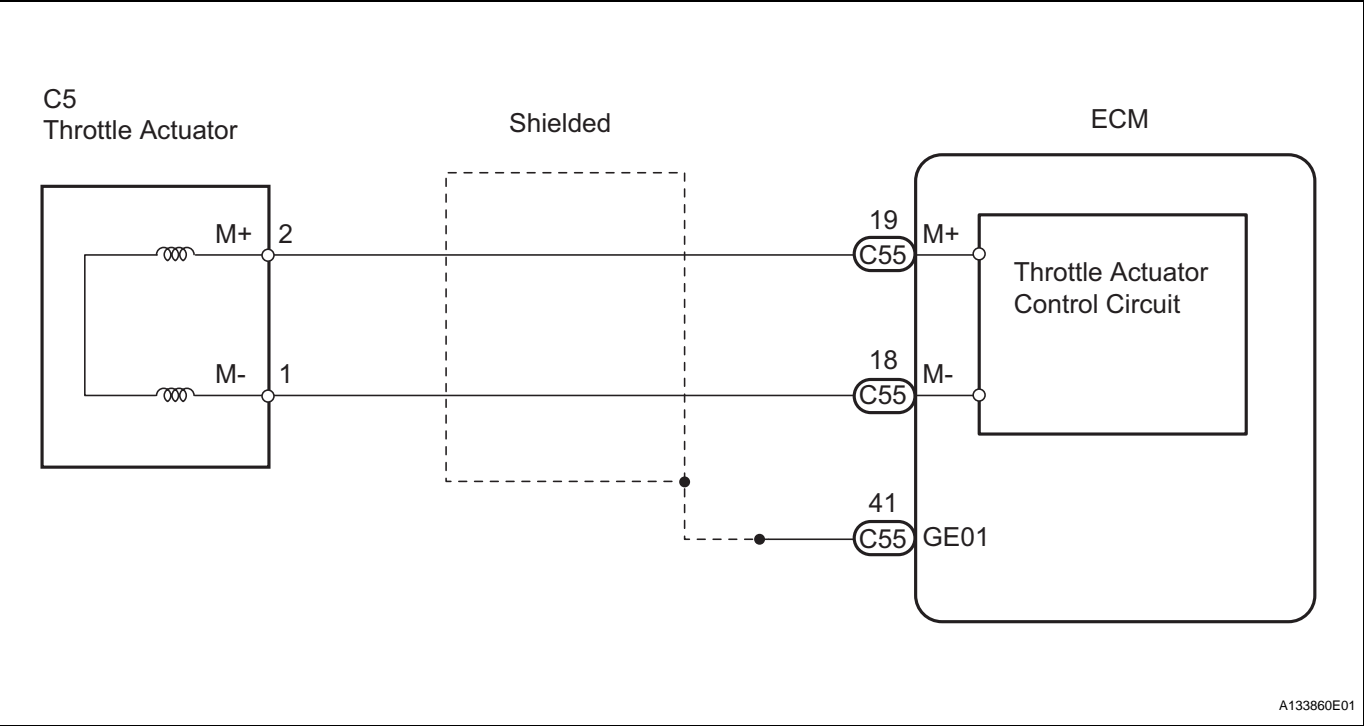 C5
Throttle Actuator
Shielded
ECM
M+ 2
19
C55
M+
Throttle Actuator
Control Circuit
M- 1
18
C55
M-
41
C55
GE01
A133860E01